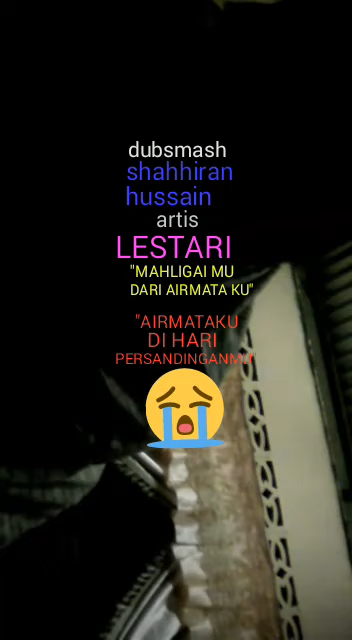 dubsmash
shahhiran
hussain
artis
LESTARI
"MAHLIGAI MU
DARI AIRMATA KU"
"AIRMATAKU
DI HARI
PERSANDINGANMU"